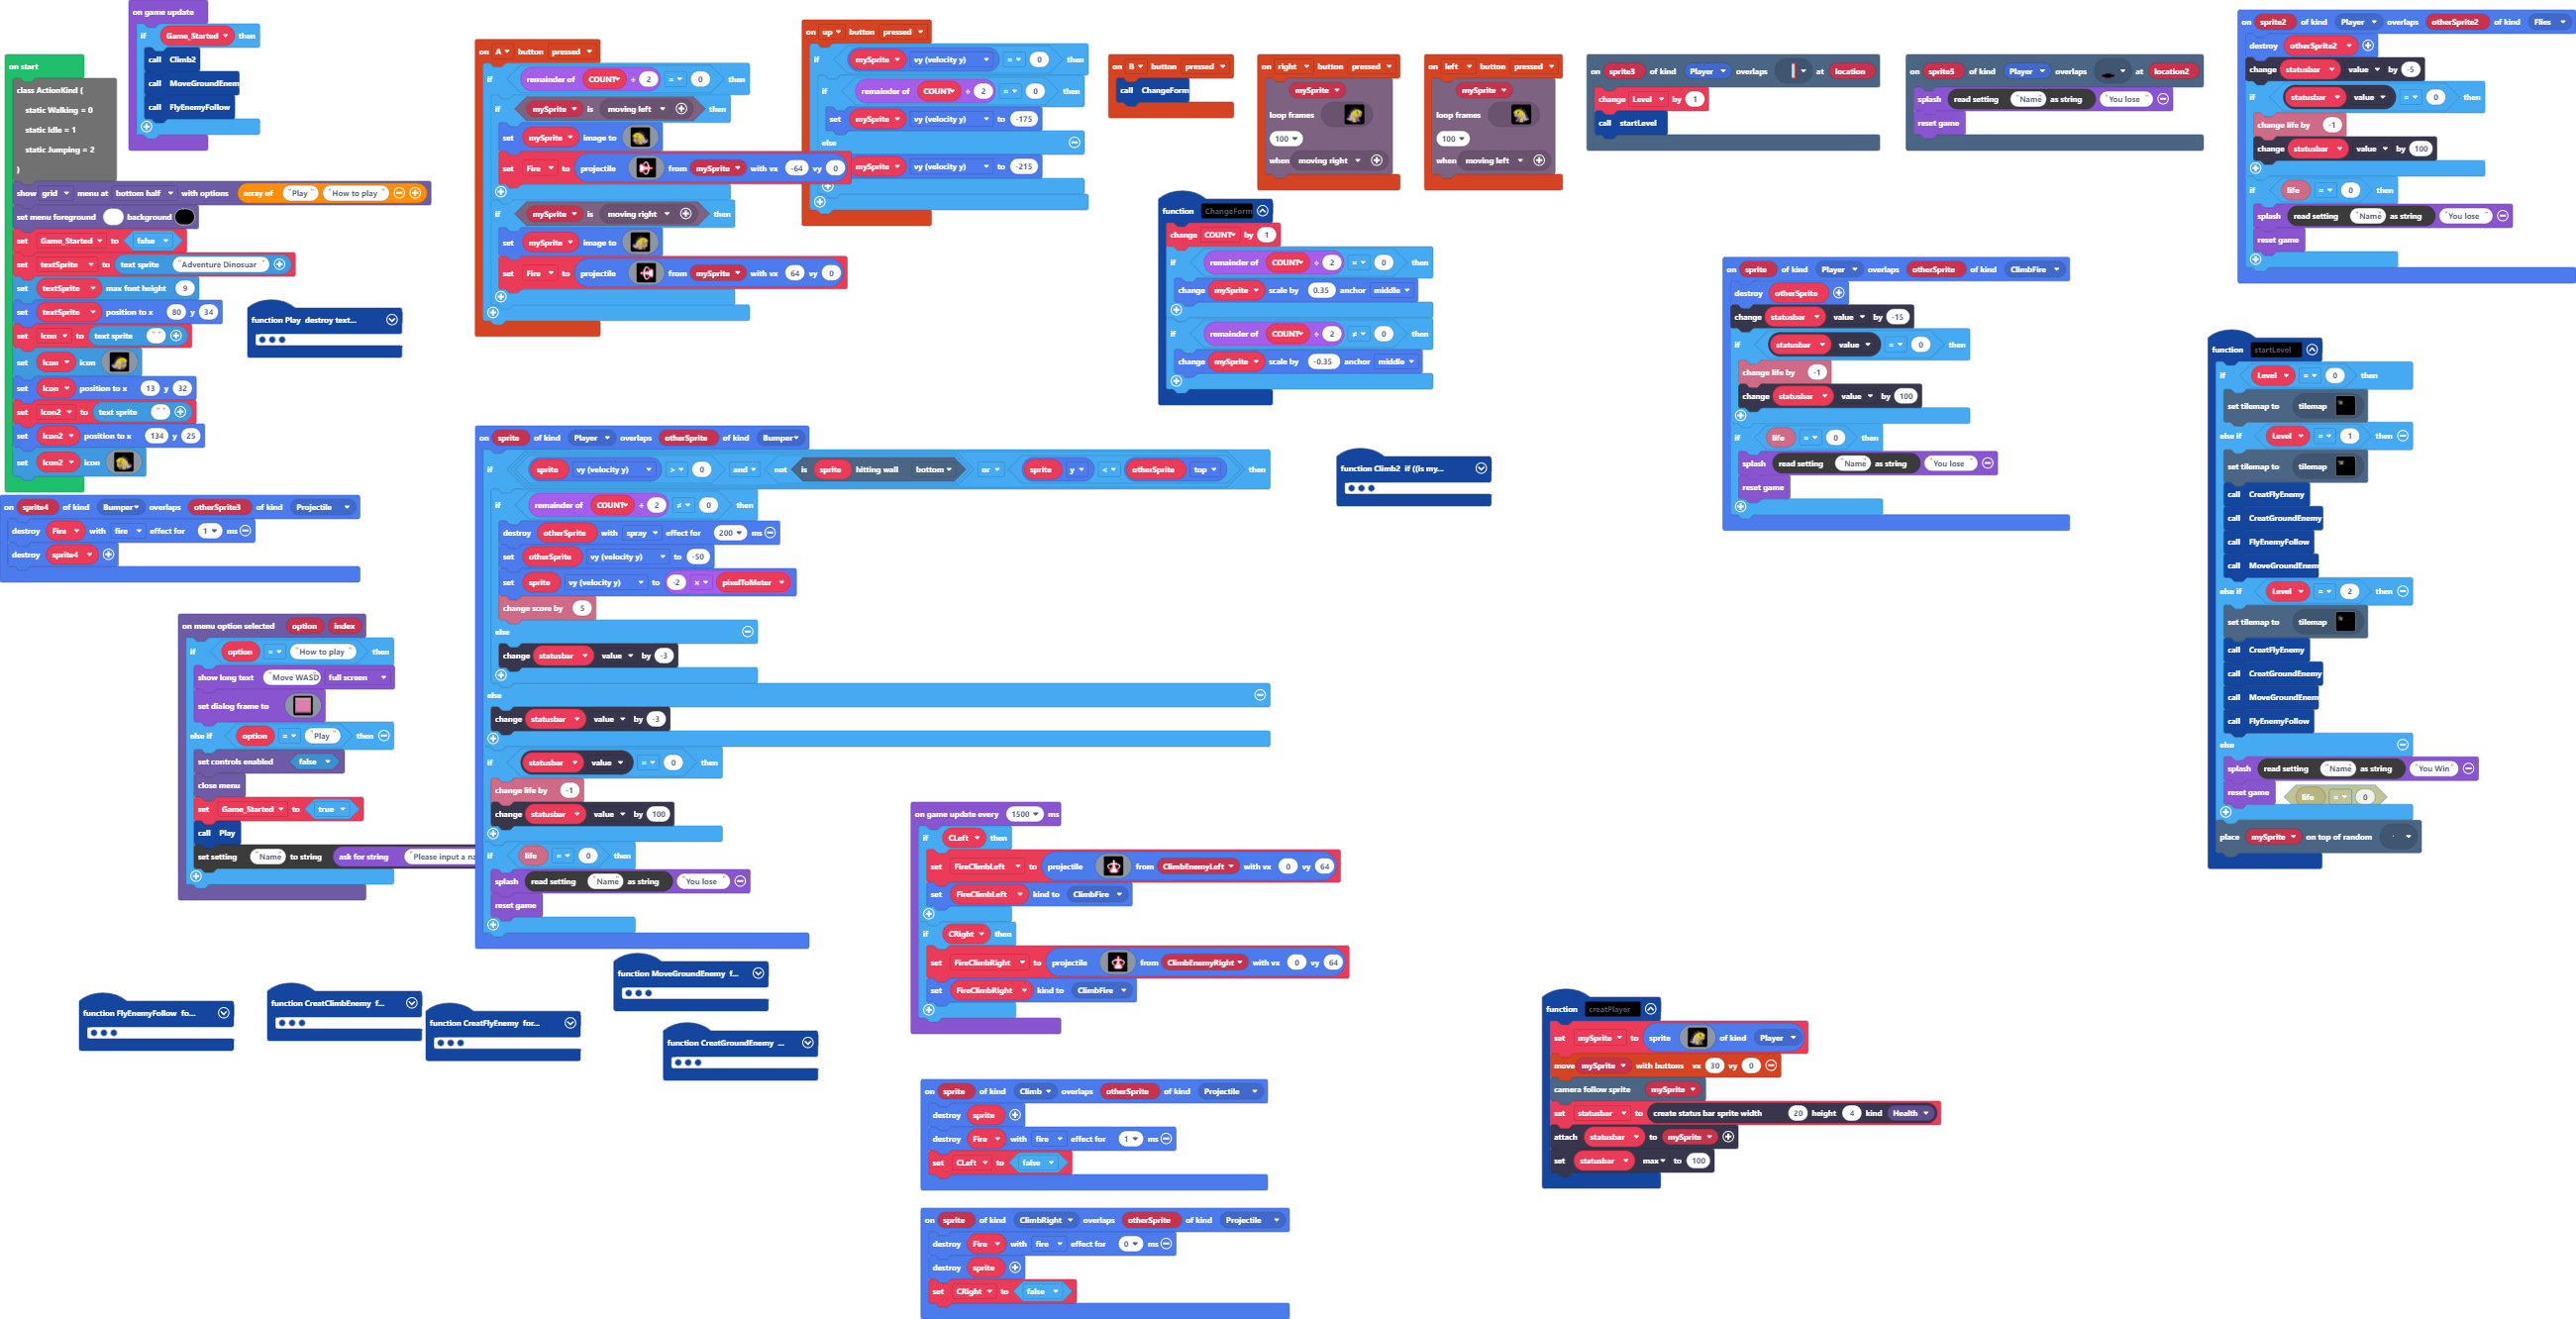 on game update
if Game_Started then
call Climb2
call MoveGroundEnem
call FlyEnemyFollow
on start
class ActionKind {
static Walking = 0
static Idle = 1
static Jumping = 2
}
show grid menu at bottom half with options array of "Play" "How to play"
set menu foreground background
set Game_Started to false
set textSprite to text sprite "Adventure Dinosuar"
set textSprite max font height 9
set textSprite position to x 80 y 34
set Icon to text sprite " "
set Icon icon
set Icon position to x 13 y 32
set Icon2 to text sprite " "
set Icon2 position to x 134 y 25
set Icon2 icon
function Play destroy text...
on sprite4 of kind Bumper overlaps otherSprite3 of kind Projectile
destroy Fire with fire effect for 1 ms
destroy sprite4
on menu option selected option index
if option = "How to play" then
show long text "Move WASD full screen
set dialog frame to
else if option = "Play" then
set controls enabled false
close menu
set Game_Started to true
call Play
set setting "Name" to string ask for string "Please input a na
on A button pressed
if remainder of COUNT ÷ 2 = 0 then
if mySprite is moving left then
set mySprite image to
set Fire to projectile from mySprite with vx -64 vy 0
if mySprite is moving right then
set mySprite image to
set Fire to projectile from mySprite with vx 64 vy 0
on up button pressed
if mySprite vy (velocity y) = 0 then
if remainder of COUNT ÷ 2 = 0 then
set mySprite vy (velocity y) to -175
else
mySprite vy (velocity y) to -215
on B button pressed
call ChangeForm
on right button pressed
mySprite
loop frames
100
when moving right
on left button pressed
mySprite
loop frames
100
when moving left
on sprite3 of kind Player overlaps at location
change Level by 1
call startLevel
on sprite5 of kind Player overlaps at location2
splash read setting "Name" as string "You lose"
reset game
on sprite2 of kind Player overlaps otherSprite2 of kind Flies
destroy otherSprite2
change statusbar value by -5
if statusbar value = 0 then
change life by -1
change statusbar value by 100
if life = 0 then
splash read setting "Name" as string "You lose"
reset game
function ChangeForm
change COUNT by 1
if remainder of COUNT ÷ 2 = 0 then
change mySprite scale by 0.35 anchor middle
if remainder of COUNT ÷ 2 ≠ 0 then
change mySprite scale by -0.35 anchor middle
on sprite of kind Player overlaps otherSprite of kind ClimbFire
destroy otherSprite
change statusbar value by -15
if statusbar value = 0 then
change life by -1
change statusbar value by 100
if life = 0 then
splash read setting "Name" as string "You lose"
reset game
function Climb2 if ((is my...
on sprite of kind Player overlaps otherSprite of kind Bumper
if sprite vy (velocity y) > 0 and not is sprite hitting wall bottom or sprite y < otherSprite top then
if remainder of COUNT ÷ 2 ≠ 0 then
destroy otherSprite with spray effect for 200 ms
set otherSprite vy (velocity y) to -50
set sprite vy (velocity y) to -2 × pixelToMeter
change score by 5
else
change statusbar value by -3
else
change statusbar value by -3
if statusbar value = 0 then
change life by -1
change statusbar value by 100
if life = 0 then
splash read setting "Name" as string "You lose"
reset game
function startLevel
if Level = 0 then
set tilemap to tilemap
else if Level = 1 then
set tilemap to tilemap
call CreatFlyEnemy
call CreatGroundEnemy
call FlyEnemyFollow
call MoveGroundEnem
else if Level = 2 then
set tilemap to tilemap
call CreatFlyEnemy
call CreatGroundEnemy
call MoveGroundEnem
call FlyEnemyFollow
else
splash read setting "Name" as string "You Win"
reset game
life = 0
place mySprite on top of random
on game update every 1500 ms
if CLeft then
set FireClimbLeft to projectile from ClimbEnemyLeft with vx 0 vy 64
set FireClimbLeft kind to ClimbFire
if CRight then
set FireClimbRight to projectile from ClimbEnemyRight with vx 0 vy 64
set FireClimbRight kind to ClimbFire
function MoveGroundEnemy f...
function FlyEnemyFollow fo...
function CreatClimbEnemy f...
function CreatFlyEnemy for...
function CreatGroundEnemy ...
function creatPlayer
set mySprite to sprite of kind Player
move mySprite with buttons vx 30 vy 0
camera follow sprite mySprite
set statusbar to create status bar sprite width 20 height 4 kind Health
attach statusbar to mySprite
set statusbar max to 100
on sprite of kind Climb overlaps otherSprite of kind Projectile
destroy sprite
destroy Fire with fire effect for 1 ms
set CLeft to false
on sprite of kind ClimbRight overlaps otherSprite of kind Projectile
destroy Fire with fire effect for 0 ms
destroy sprite
set CRight to false